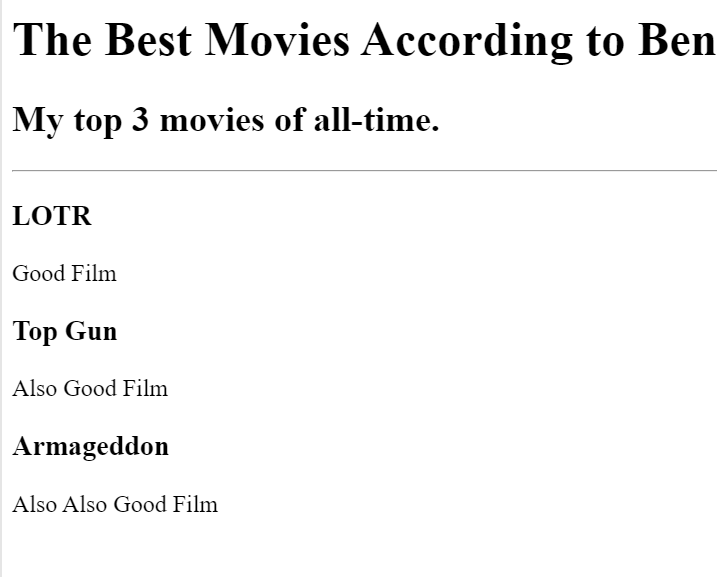 The Best Movies According to Ben
My top 3 movies of all-time.
LOTR
Good Film
Top Gun
Also Good Film
Armageddon
Also Also Good Film